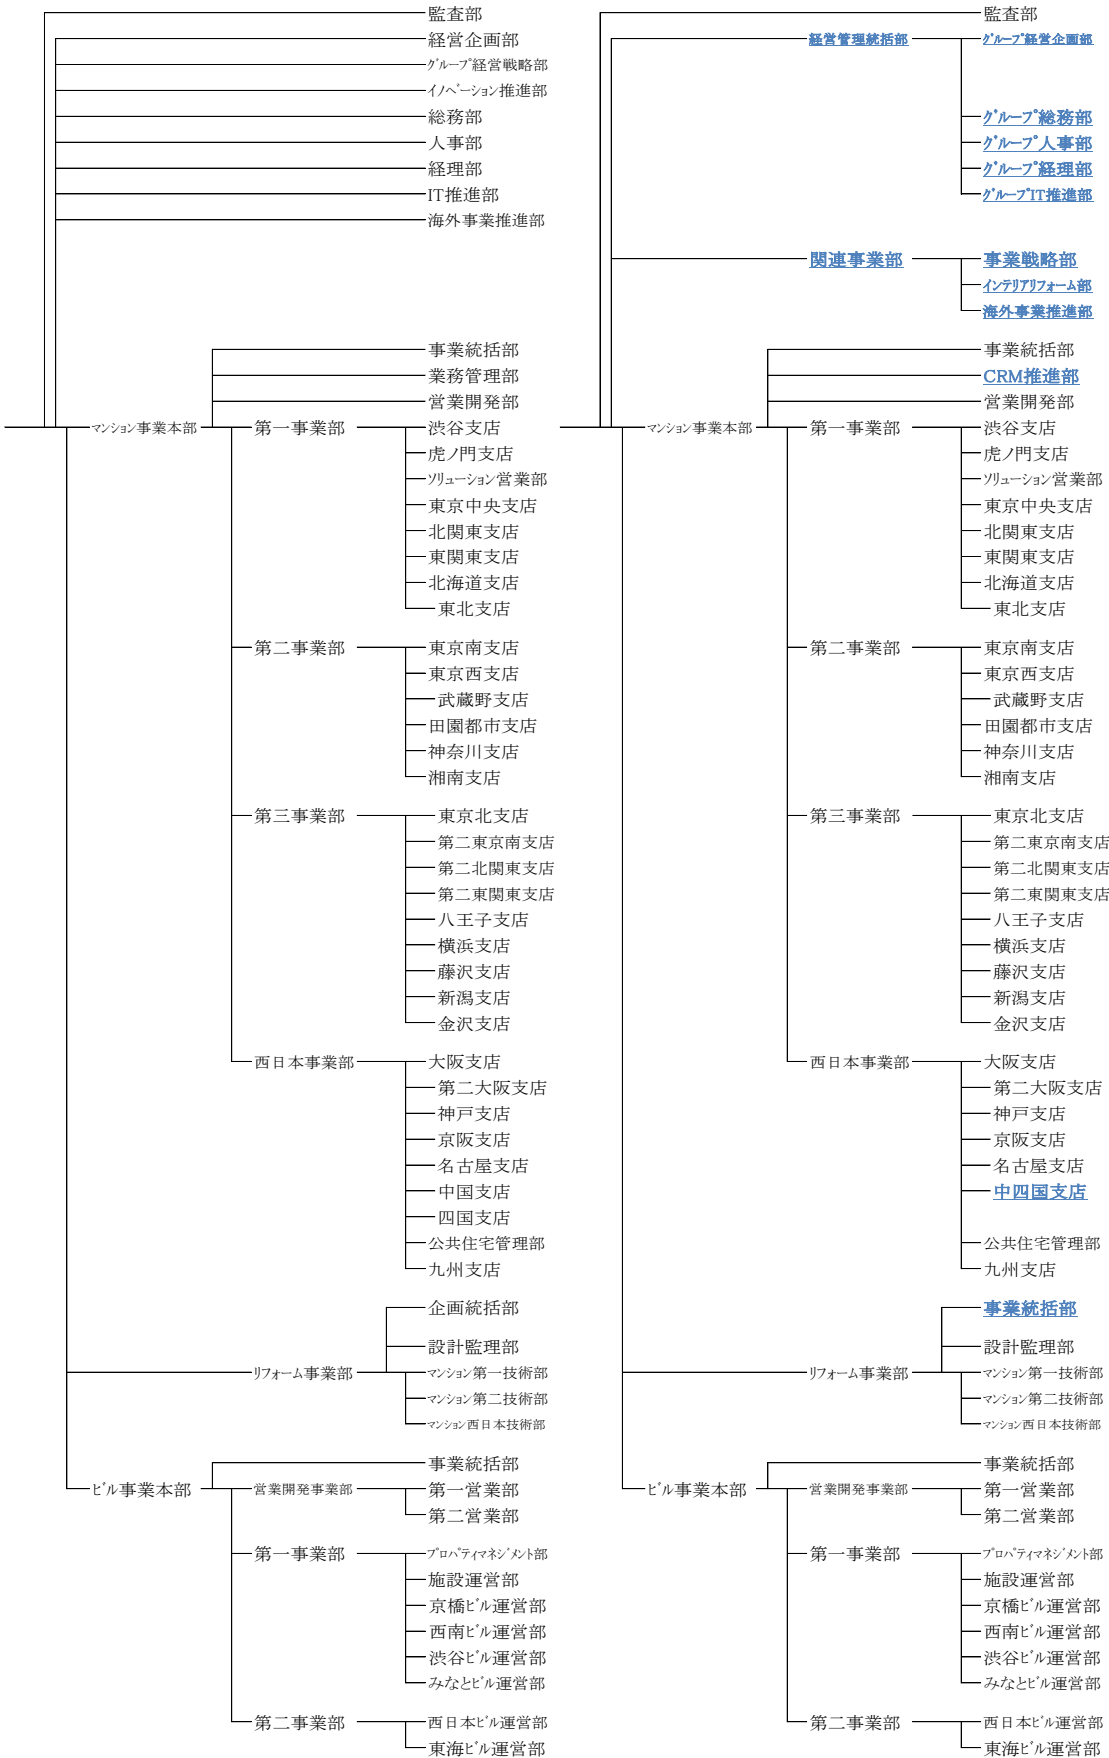 監査部
経営企画部
グループ経営戦略部
イノベーション推進部
総務部
人事部
経理部
IT推進部
海外事業推進部
マンション事業本部
事業統括部
業務管理部
営業開発部
第一事業部
渋谷支店
虎ノ門支店
ソリューション営業部
東京中央支店
北関東支店
東関東支店
北海道支店
東北支店
第二事業部
東京南支店
東京西支店
武蔵野支店
田園都市支店
神奈川支店
湘南支店
第三事業部
東京北支店
第二東京南支店
第二北関東支店
第二東関東支店
八王子支店
横浜支店
藤沢支店
新潟支店
金沢支店
西日本事業部
大阪支店
第二大阪支店
神戸支店
京阪支店
名古屋支店
中国支店
四国支店
公共住宅管理部
九州支店
リフォーム事業部
企画統括部
設計監理部
マンション第一技術部
マンション第二技術部
マンション西日本技術部
ビル事業本部
事業統括部
営業開発事業部
第一営業部
第二営業部
第一事業部
プロパティマネジメント部
施設運営部
京橋ビル運営部
西南ビル運営部
渋谷ビル運営部
みなとビル運営部
第二事業部
西日本ビル運営部
東海ビル運営部
監査部
経営管理統括部
グループ経営企画部
グループ総務部
グループ人事部
グループ経理部
グループIT推進部
関連事業部
事業戦略部
インテリアリフォーム部
海外事業推進部
マンション事業本部
事業統括部
CRM推進部
営業開発部
第一事業部
渋谷支店
虎ノ門支店
ソリューション営業部
東京中央支店
北関東支店
東関東支店
北海道支店
東北支店
第二事業部
東京南支店
東京西支店
武蔵野支店
田園都市支店
神奈川支店
湘南支店
第三事業部
東京北支店
第二東京南支店
第二北関東支店
第二東関東支店
八王子支店
横浜支店
藤沢支店
新潟支店
金沢支店
西日本事業部
大阪支店
第二大阪支店
神戸支店
京阪支店
名古屋支店
中四国支店
公共住宅管理部
九州支店
リフォーム事業部
事業統括部
設計監理部
マンション第一技術部
マンション第二技術部
マンション西日本技術部
ビル事業本部
事業統括部
営業開発事業部
第一営業部
第二営業部
第一事業部
プロパティマネジメント部
施設運営部
京橋ビル運営部
西南ビル運営部
渋谷ビル運営部
みなとビル運営部
第二事業部
西日本ビル運営部
東海ビル運営部